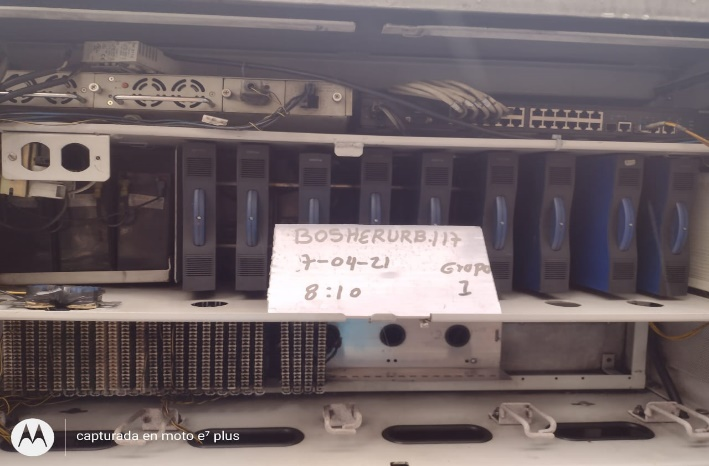 BOSHERURB.117
7-04-21
Grupo
8:10
I
capturada en moto e⁷ plus